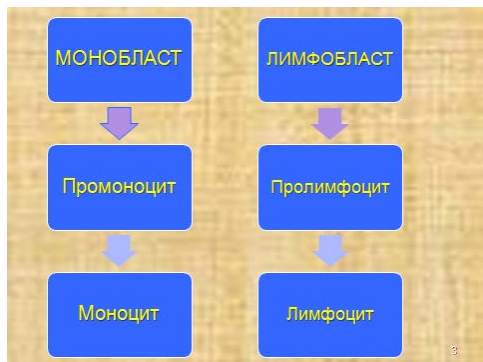 МОНОБЛАСТ
Промоноцит
Моноцит
ЛИМФОБЛАСТ
Пролимфоцит
Лимфоцит
3